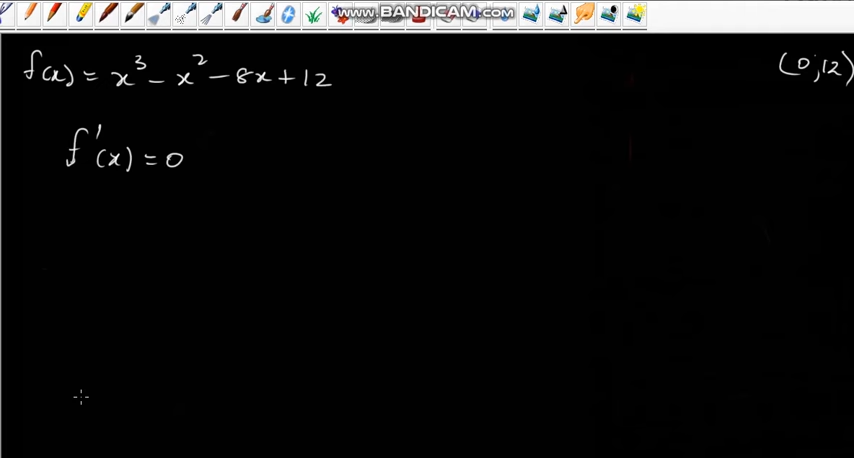 www.BANDICAM.com
f(x) = x³ - x² - 8x + 12
(0;12)
f'(x) = 0